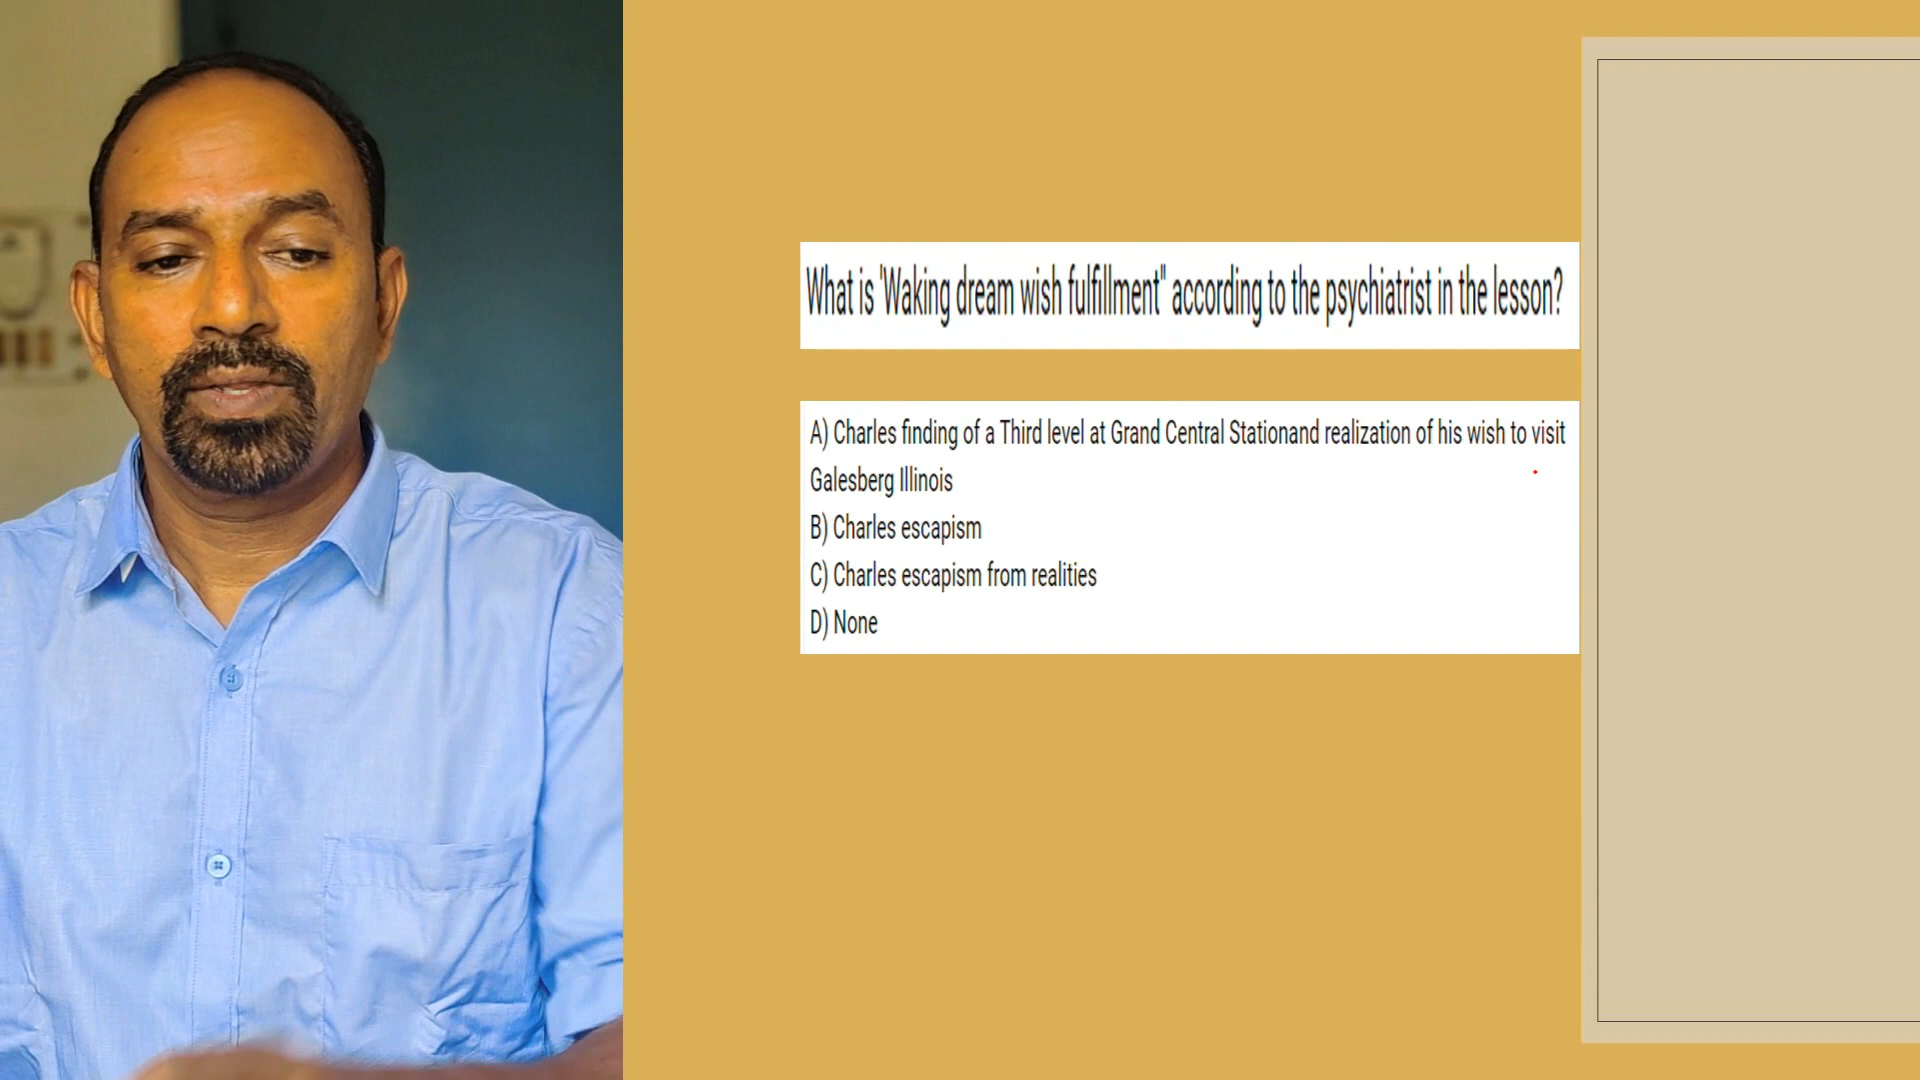 What is 'Waking dream wish fulfillment" according to the psychiatrist in the lesson?
A) Charles finding of a Third level at Grand Central Stationand realization of his wish to visit
Galesberg Illinois
B) Charles escapism
C) Charles escapism from realities
D) None